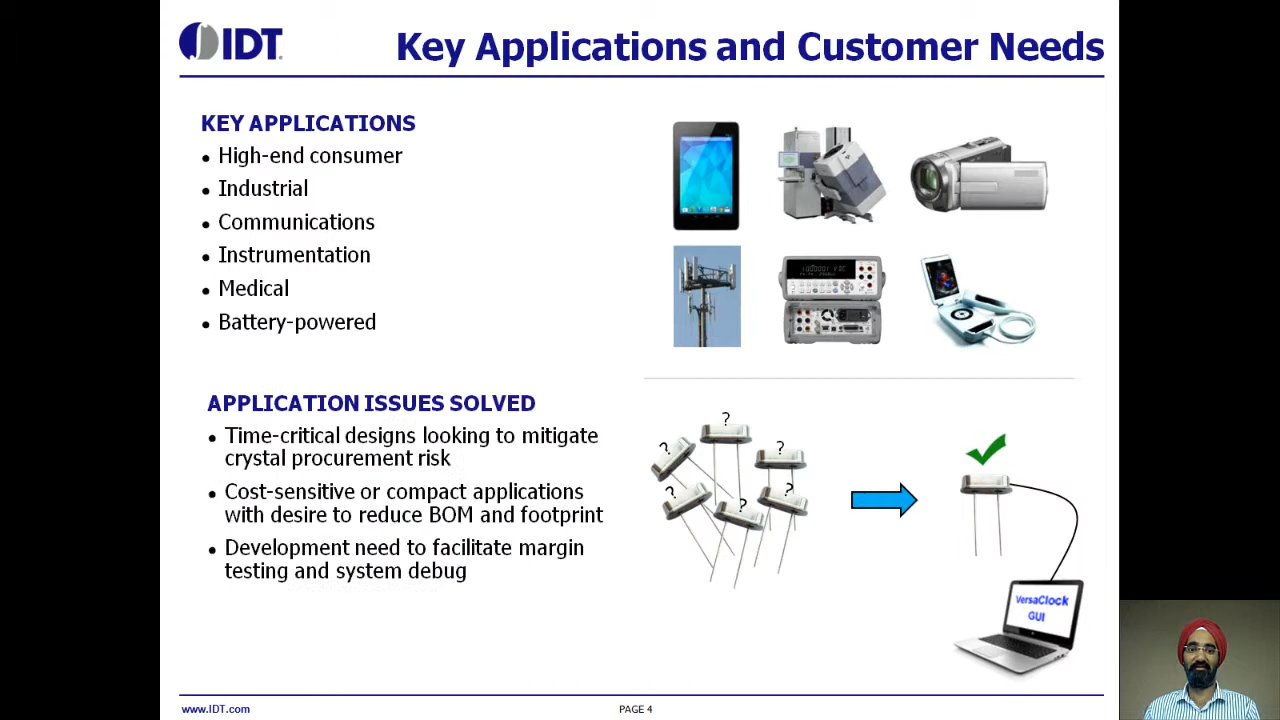 IDT
Key Applications and Customer Needs
KEY APPLICATIONS
• High-end consumer
• Industrial
• Communications
• Instrumentation
• Medical
• Battery-powered
APPLICATION ISSUES SOLVED
• Time-critical designs looking to mitigate
crystal procurement risk
• Cost-sensitive or compact applications
with desire to reduce BOM and footprint
• Development need to facilitate margin
testing and system debug
?
?
?
?
?
?
VersaClock
GUI
www.IDT.com
PAGE 4